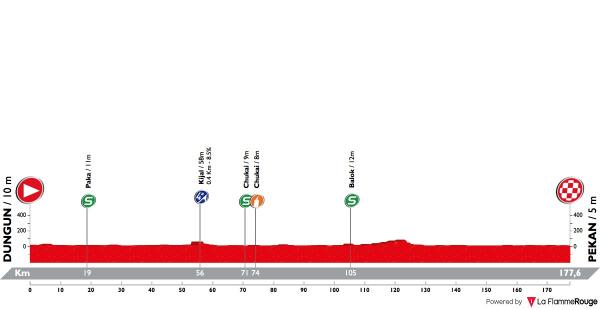 DUNGUN / 10 m
Paka / 11m
Kijal / 58m
0.4 Km - 8.5%
Chukai / 9m
Chukai / 8m
Balok / 12m
PEKAN / 5 m
S
S
S
400
200
0
400
200
0
Km
19
56
71
74
105
177,6
0
10
20
30
40
50
60
70
80
90
100
110
120
130
140
150
160
170
Powered by La FlammeRouge